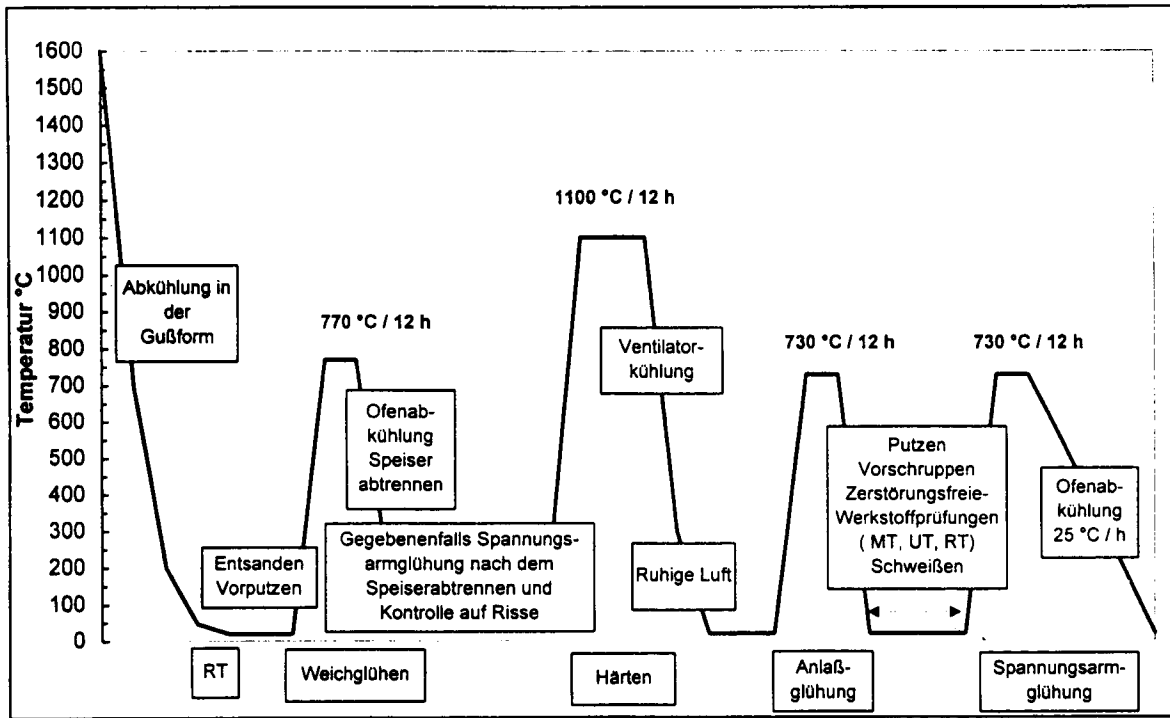 1600
1500
1400
1300
1200
1100
1000
900
800
700
600
500
400
300
200
100
0
Temperatur °C
Abkühlung in
der
Gußform
Entsanden
Vorputzen
770 °C / 12 h
Ofenab-
kühlung
Speiser
abtrennen
Gegebenenfalls Spannungs-
armglühung nach dem
Speiserabtrennen und
Kontrolle auf Risse
1100 °C / 12 h
Ventilator-
kühlung
Ruhige Luft
730 °C / 12 h
Putzen
Vorschruppen
Zerstörungsfreie-
Werkstoffprüfungen
( MT, UT, RT)
Schweißen
730 °C / 12 h
Ofenab-
kühlung
25 °C / h
RT
Weichglühen
Härten
Anlaß-
glühung
Spannungsarm-
glühung